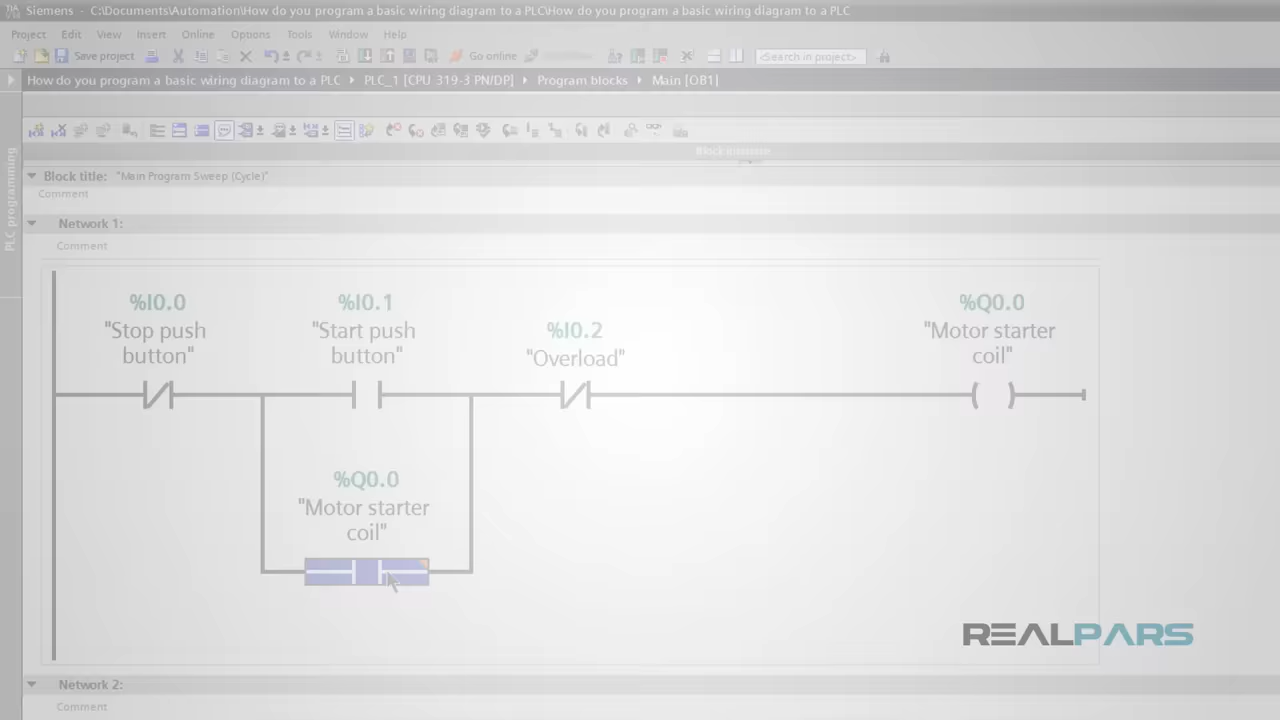 Siemens - C:\Documents\Automation\How do you program a basic wiring diagram to a PLC\How do you program a basic wiring diagram to a PLC
Project Edit View Insert Online Options Tools Window Help
Save project Go online <Search in project>
How do you program a basic wiring diagram to a PLC PLC_1 [CPU 319-3 PN/DP] Program blocks Main [OB1]
PLC programming
Block title: "Main Program Sweep (Cycle)"
Comment
Network 1:
Comment
%I0.0
"Stop push
button"
%I0.1
"Start push
button"
%I0.2
"Overload"
%Q0.0
"Motor starter
coil"
%Q0.0
"Motor starter
coil"
REALPARS
Network 2:
Comment